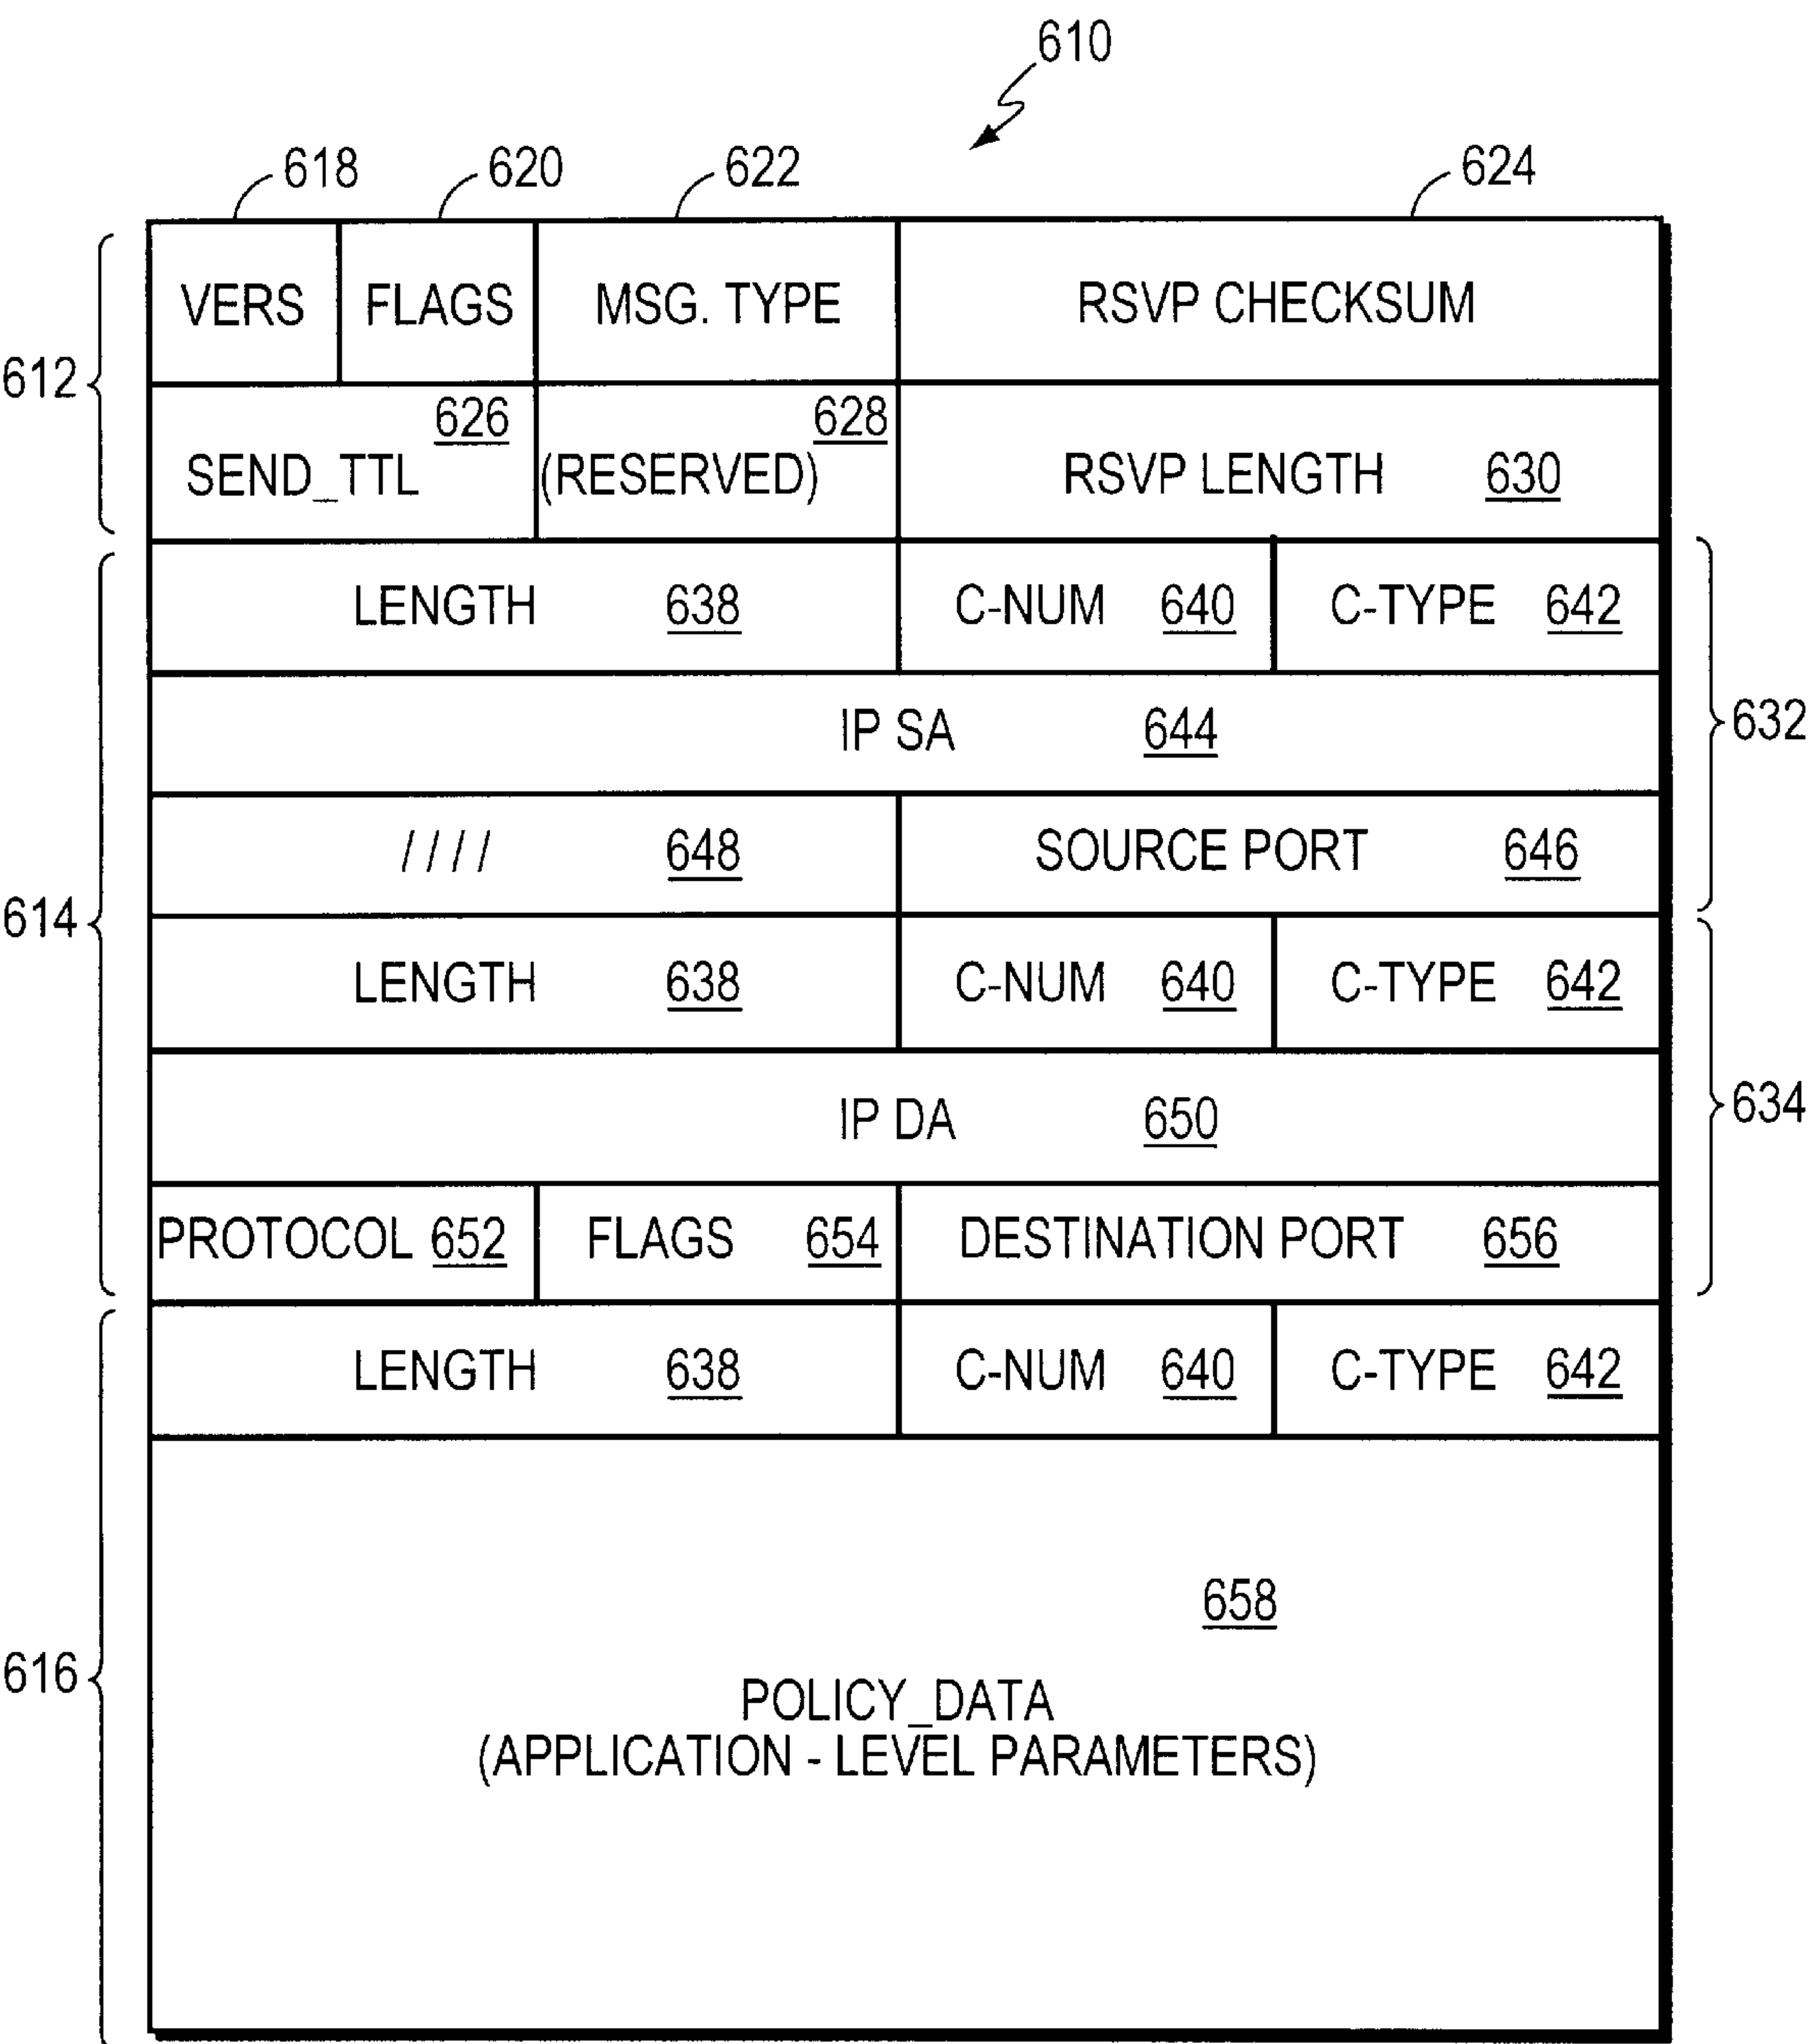 610
618 620 622 624
VERS FLAGS MSG. TYPE RSVP CHECKSUM
612
SEND_TTL 626 (RESERVED) 628 RSVP LENGTH 630
LENGTH 638 C-NUM 640 C-TYPE 642
IP SA 644
632
//// 648 SOURCE PORT 646
614
LENGTH 638 C-NUM 640 C-TYPE 642
IP DA 650
634
PROTOCOL 652 FLAGS 654 DESTINATION PORT 656
LENGTH 638 C-NUM 640 C-TYPE 642
658
616
POLICY_DATA
(APPLICATION - LEVEL PARAMETERS)